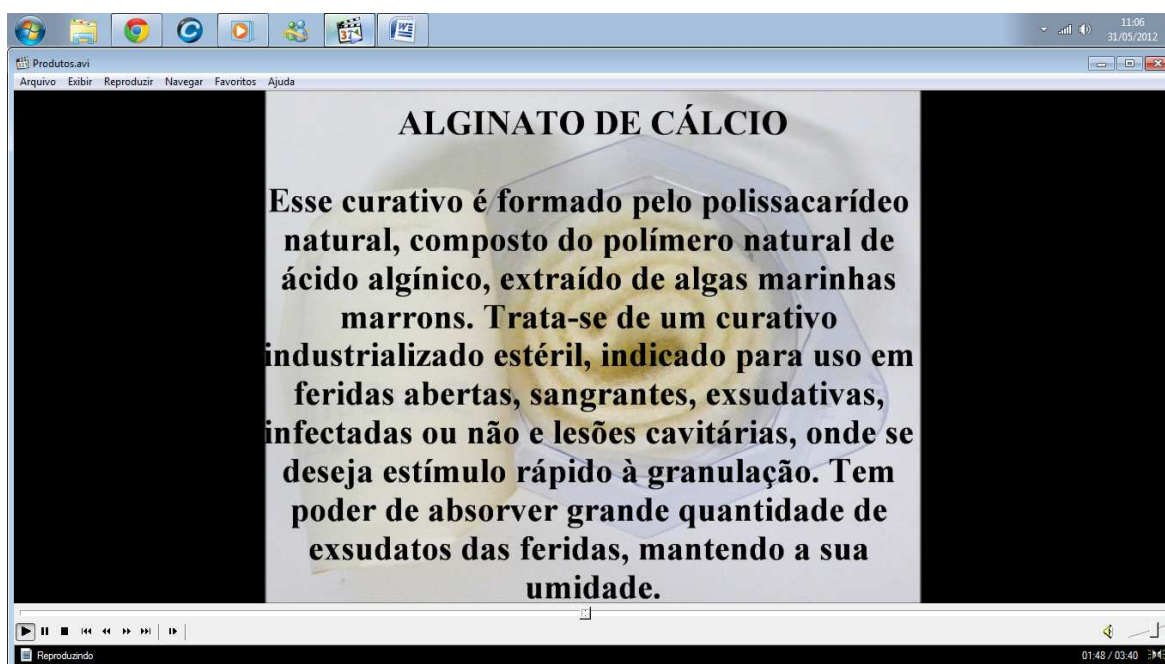 11:06
31/05/2012
Produtos.avi
Arquivo Exibir Reproduzir Navegar Favoritos Ajuda
ALGINATO DE CÁLCIO
Esse curativo é formado pelo polissacarídeo
natural, composto do polímero natural de
ácido algínico, extraído de algas marinhas
marrons. Trata-se de um curativo
industrializado estéril, indicado para uso em
feridas abertas, sangrantes, exsudativas,
infectadas ou não e lesões cavitárias, onde se
deseja estímulo rápido à granulação. Tem
poder de absorver grande quantidade de
exsudatos das feridas, mantendo a sua
umidade.
Reproduzindo
01:48 / 03:40